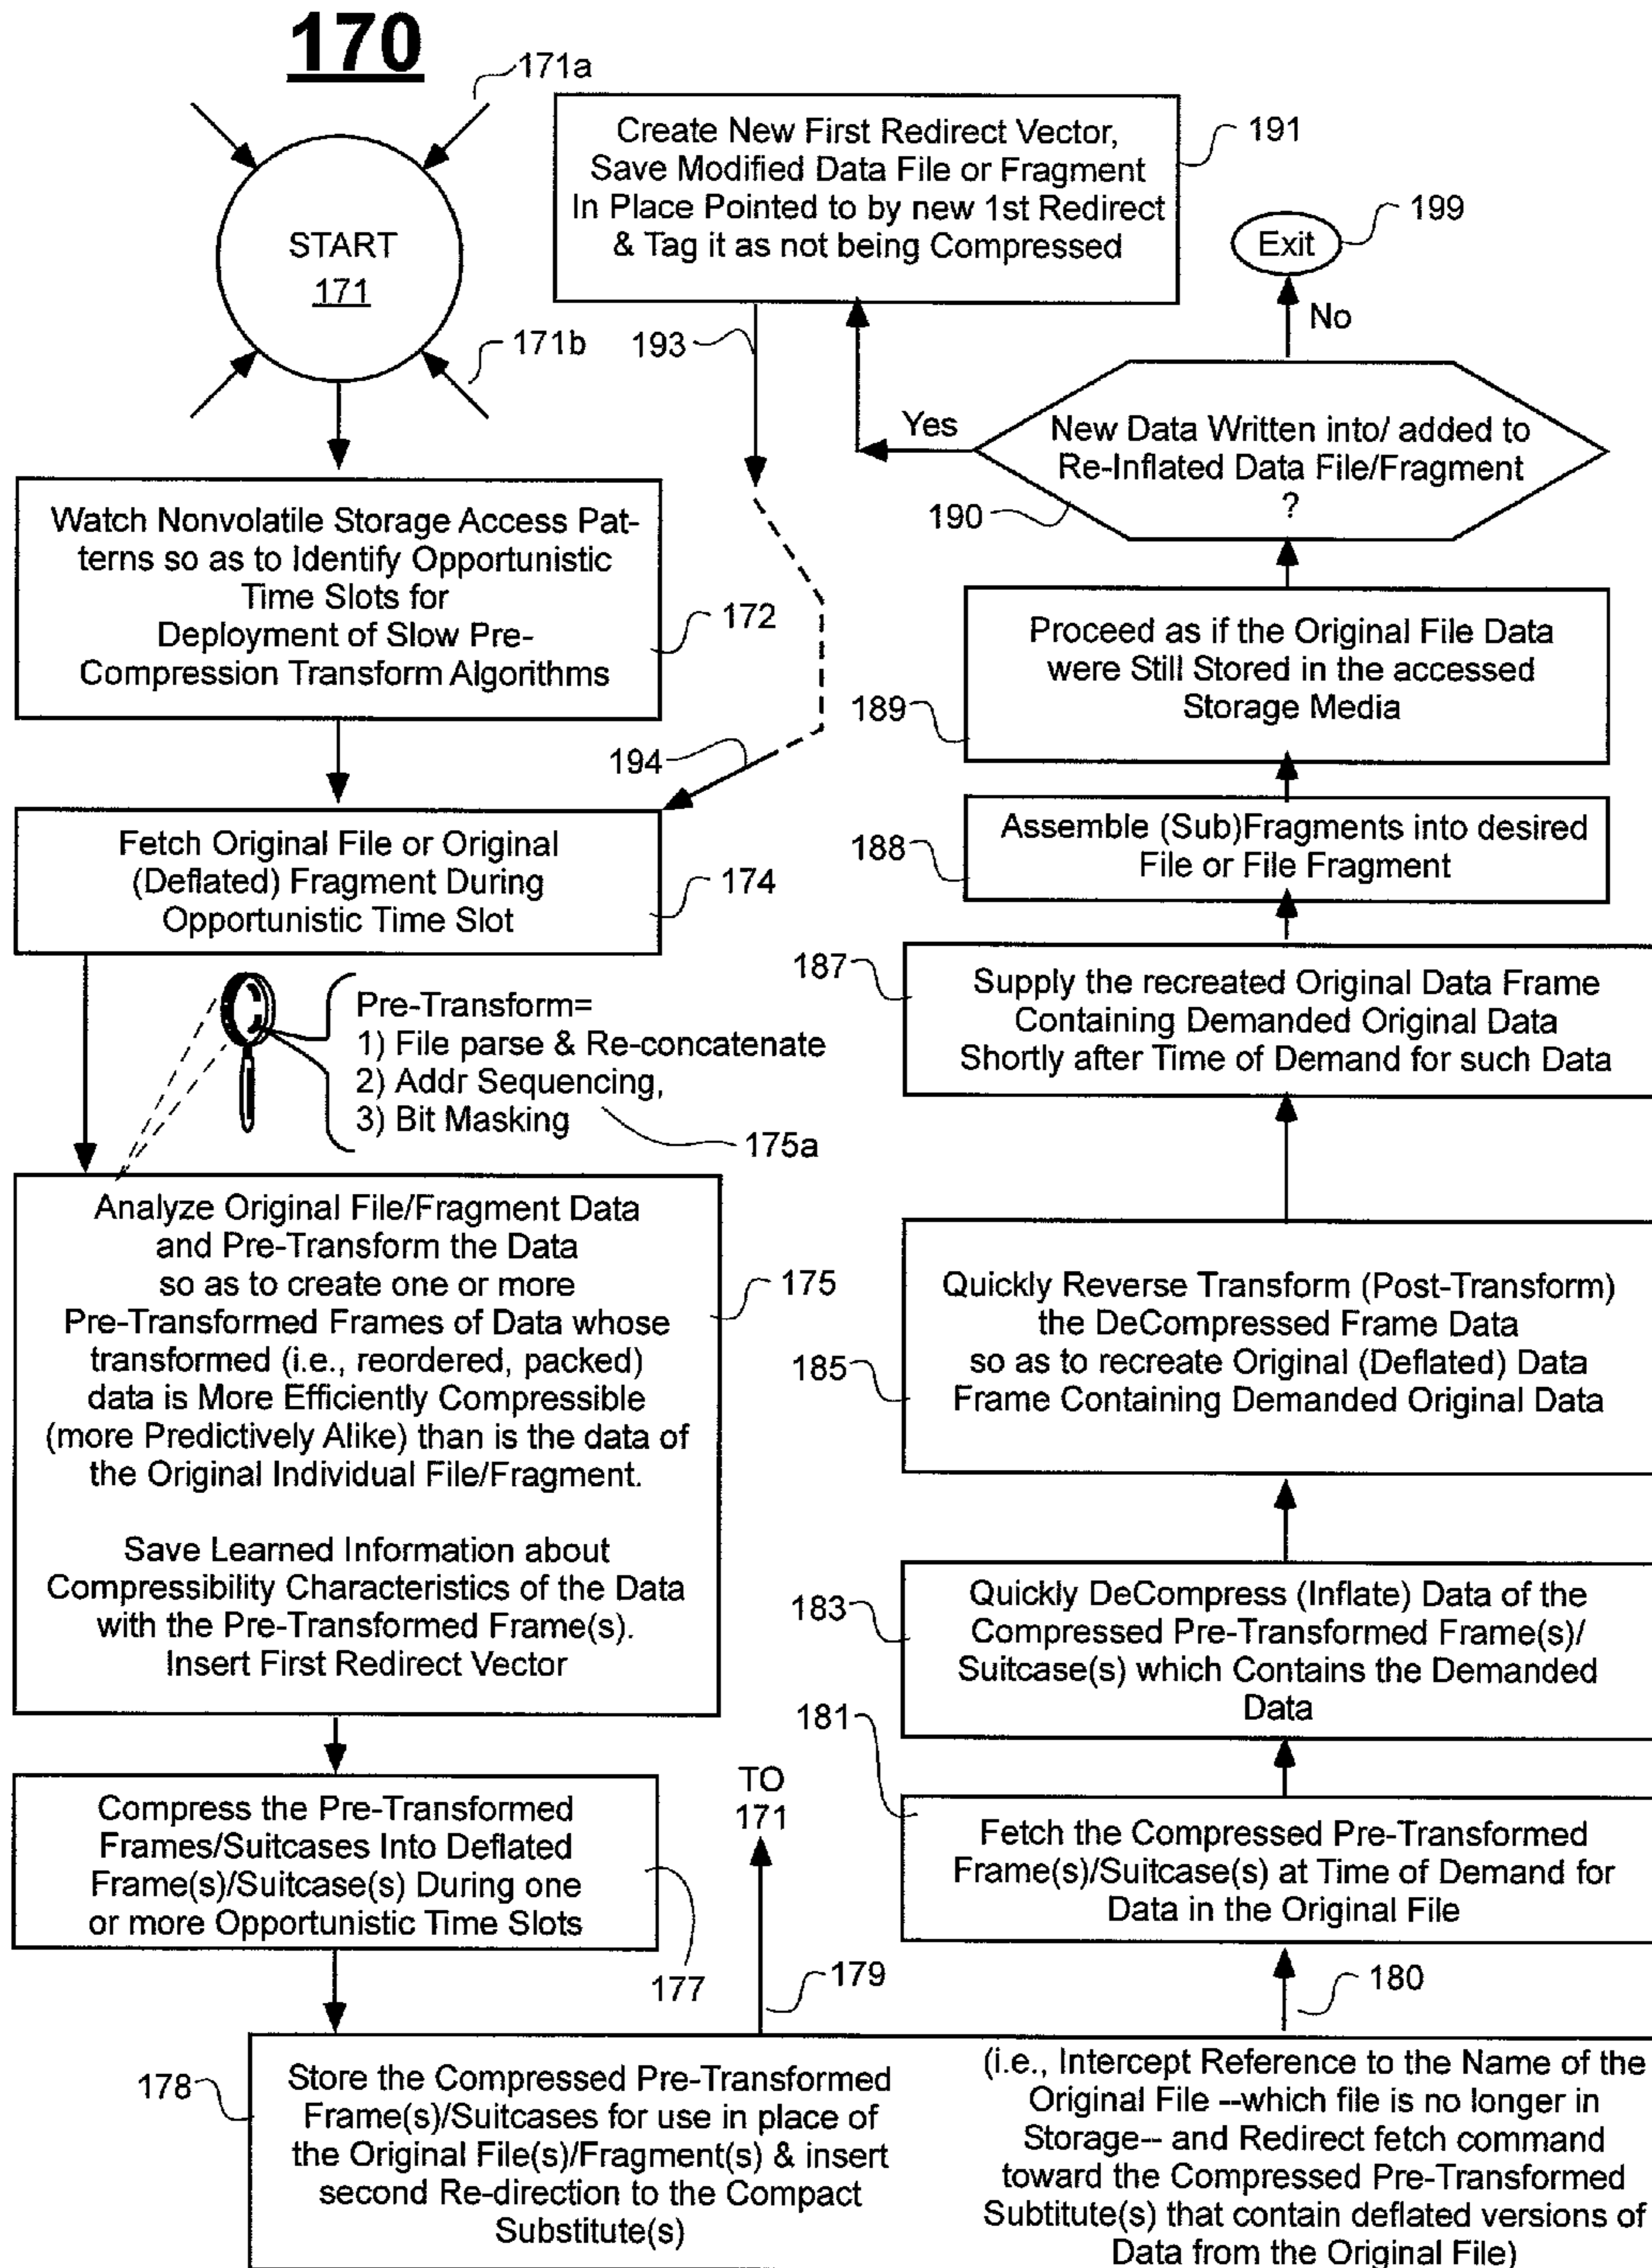 170
171a
START
171
171b
Watch Nonvolatile Storage Access Pat-
terns so as to Identify Opportunistic
Time Slots for
Deployment of Slow Pre-
Compression Transform Algorithms
172
Fetch Original File or Original
(Deflated) Fragment During
Opportunistic Time Slot
174
Pre-Transform=
1) File parse & Re-concatenate
2) Addr Sequencing,
3) Bit Masking
175a
Analyze Original File/Fragment Data
and Pre-Transform the Data
so as to create one or more
Pre-Transformed Frames of Data whose
transformed (i.e., reordered, packed)
data is More Efficiently Compressible
(more Predictively Alike) than is the data of
the Original Individual File/Fragment.
Save Learned Information about
Compressibility Characteristics of the Data
with the Pre-Transformed Frame(s).
Insert First Redirect Vector
175
Compress the Pre-Transformed
Frames/Suitcases Into Deflated
Frame(s)/Suitcase(s) During one
or more Opportunistic Time Slots
177
178
Store the Compressed Pre-Transformed
Frame(s)/Suitcases for use in place of
the Original File(s)/Fragment(s) & insert
second Re-direction to the Compact
Substitute(s)
TO
171
179
(i.e., Intercept Reference to the Name of the
Original File --which file is no longer in
Storage-- and Redirect fetch command
toward the Compressed Pre-Transformed
Subtitute(s) that contain deflated versions of
Data from the Original File)
180
181
Fetch the Compressed Pre-Transformed
Frame(s)/Suitcase(s) at Time of Demand for
Data in the Original File
183
Quickly DeCompress (Inflate) Data of the
Compressed Pre-Transformed Frame(s)/
Suitcase(s) which Contains the Demanded
Data
185
Quickly Reverse Transform (Post-Transform)
the DeCompressed Frame Data
so as to recreate Original (Deflated) Data
Frame Containing Demanded Original Data
187
Supply the recreated Original Data Frame
Containing Demanded Original Data
Shortly after Time of Demand for such Data
188
Assemble (Sub)Fragments into desired
File or File Fragment
189
Proceed as if the Original File Data
were Still Stored in the accessed
Storage Media
190
New Data Written into/ added to
Re-Inflated Data File/Fragment
?
No
Exit
199
Yes
Create New First Redirect Vector,
Save Modified Data File or Fragment
In Place Pointed to by new 1st Redirect
& Tag it as not being Compressed
191
193
194